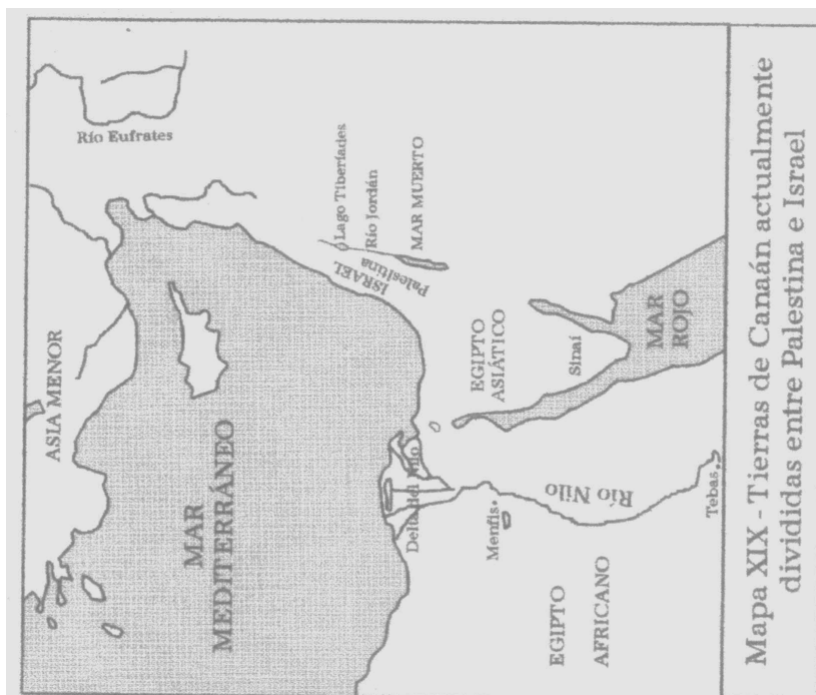 Río Eufrates
ASIA MENOR
Lago Tiberíades
Río Jordán
MAR MUERTO
ISRAEL
Palestina
MAR
MEDITERRÁNEO
EGIPTO
ASIÁTICO
Sinaí
MAR
ROJO
Delta del Nilo
Menfis
Río Nilo
Tebas
EGIPTO
AFRICANO
Mapa XIX - Tierras de Canaán actualmente
divididas entre Palestina e Israel